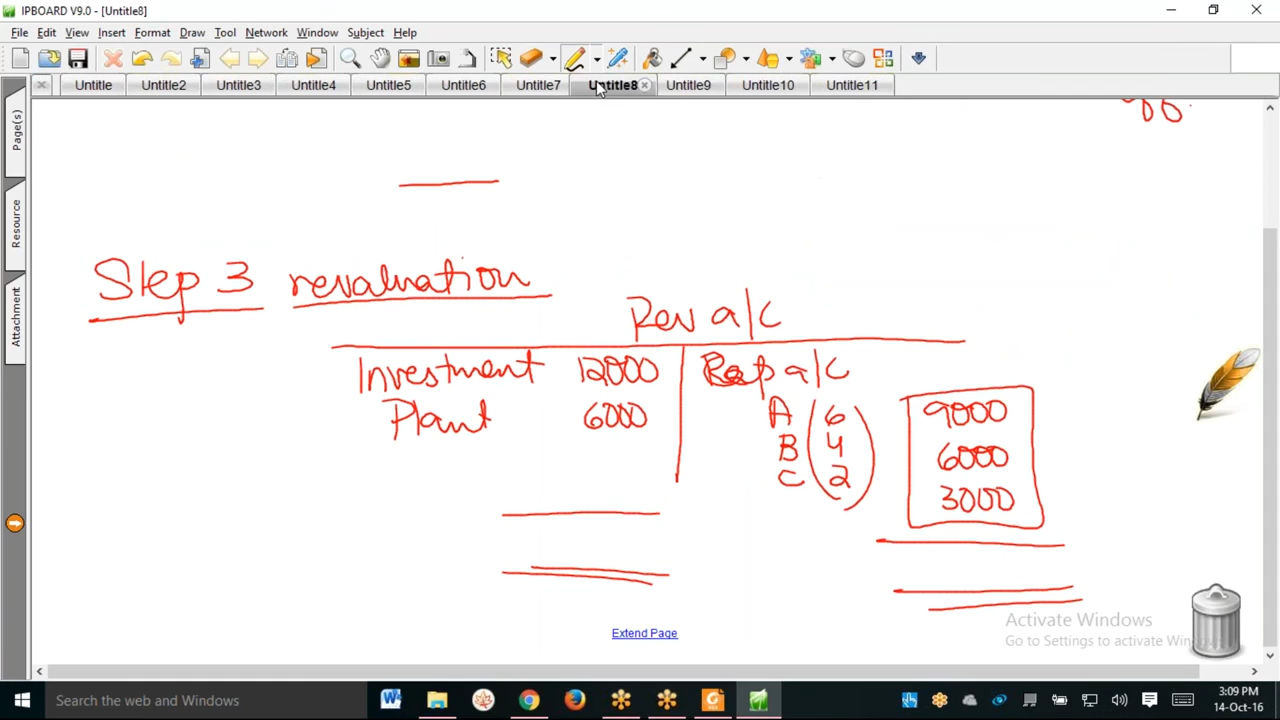 IPBOARD V9.0 - [Untitle8]
File Edit View Insert Format Draw Tool Network Window Subject Help
Untitle Untitle2 Untitle3 Untitle4 Untitle5 Untitle6 Untitle7 Untitle8 Untitle9 Untitle10 Untitle11
Page(s)
Resource
Attachment
Step 3 revaluation
Rev a/c
Investment 12000 a/c
Plant 6000 A 6 9000
B 4 6000
C 2 3000
Extend Page
Activate Windows
Go to Settings to activate Windows
Search the web and Windows
3:09 PM
14-Oct-16